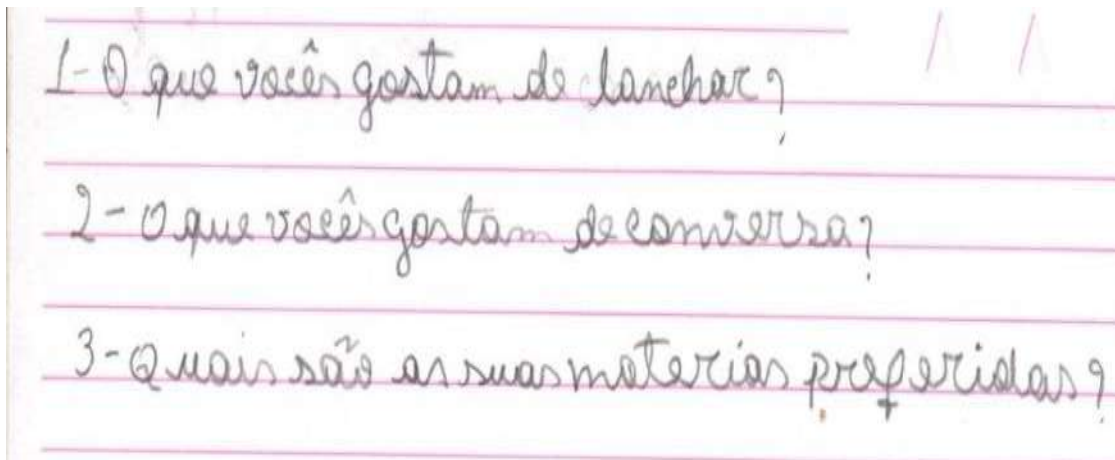 1- O que vocês gostam de lanchar?
2- O que vocês gostam de conversa?
3- Quais são as suas materias preferidas?